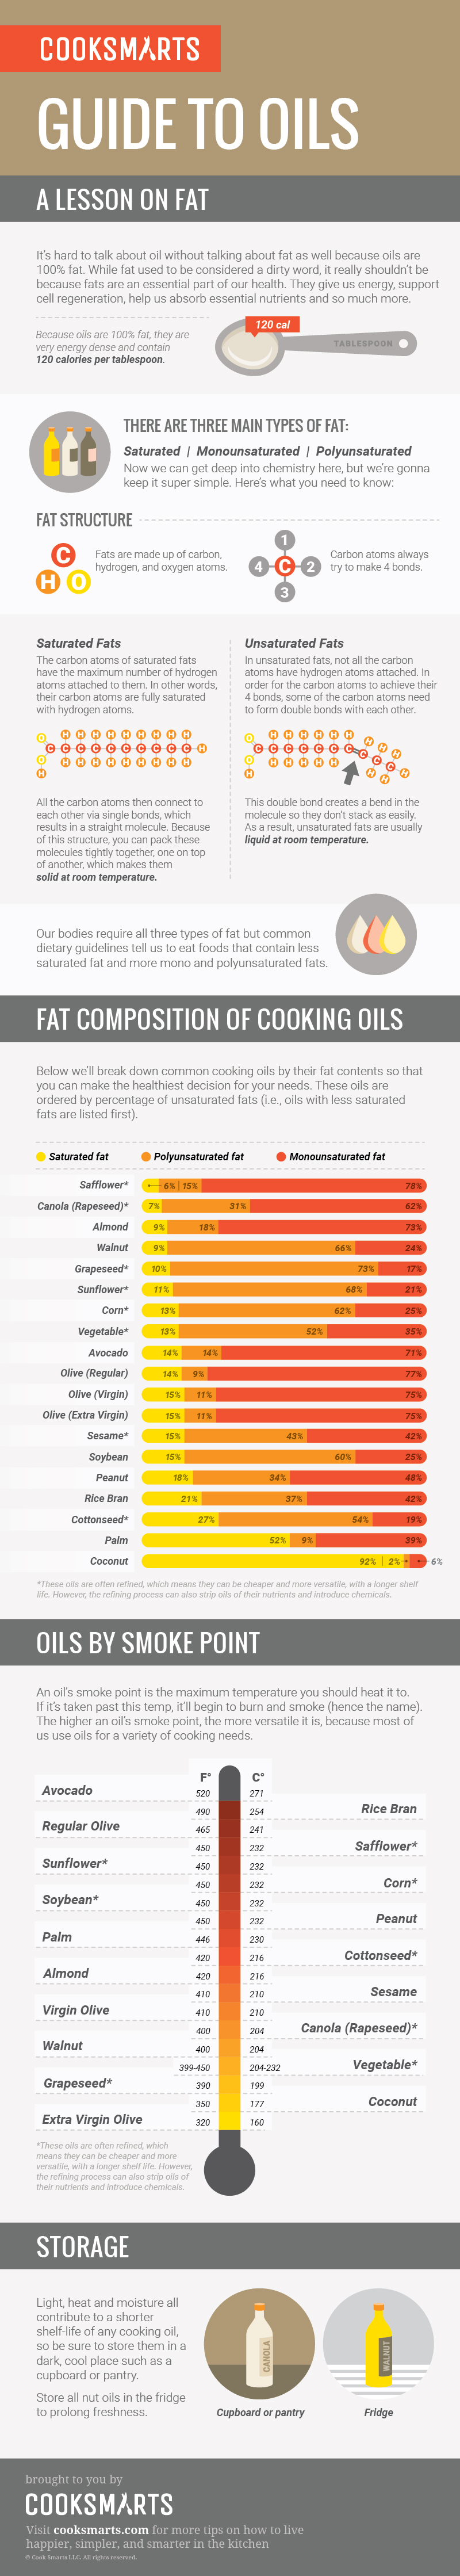 COOKSMARTS
GUIDE TO OILS
A LESSON ON FAT
It's hard to talk about oil without talking about fat as well because oils are
100% fat. While fat used to be considered a dirty word, it really shouldn't be
because fats are an essential part of our health. They give us energy, support
cell regeneration, help us absorb essential nutrients and so much more.
Because oils are 100% fat, they are
very energy dense and contain
120 calories per tablespoon.
120 cal
TABLESPOON
THERE ARE THREE MAIN TYPES OF FAT:
Saturated | Monounsaturated | Polyunsaturated
Now we can get deep into chemistry here, but we're gonna
keep it super simple. Here's what you need to know:
FAT STRUCTURE
C
H O
Fats are made up of carbon,
hydrogen, and oxygen atoms.
1
4 C 2
3
Carbon atoms always
try to make 4 bonds.
Saturated Fats
The carbon atoms of saturated fats
have the maximum number of hydrogen
atoms attached to them. In other words,
their carbon atoms are fully saturated
with hydrogen atoms.
O H H H H H H H H H
C C C C C C C C C C H
O H H H H H H H H H
H
All the carbon atoms then connect to
each other via single bonds, which
results in a straight molecule. Because
of this structure, you can pack these
molecules tightly together, one on top
of another, which makes them
solid at room temperature.
Unsaturated Fats
In unsaturated fats, not all the carbon
atoms have hydrogen atoms attached. In
order for the carbon atoms to achieve their
4 bonds, some of the carbon atoms need
to form double bonds with each other.
O H H H H H H H H H H
C C C C C C C C C C C H
O H H H H H H H H
H
This double bond creates a bend in the
molecule so they don't stack as easily.
As a result, unsaturated fats are usually
liquid at room temperature.
Our bodies require all three types of fat but common
dietary guidelines tell us to eat foods that contain less
saturated fat and more mono and polyunsaturated fats.
FAT COMPOSITION OF COOKING OILS
Below we'll break down common cooking oils by their fat contents so that
you can make the healthiest decision for your needs. These oils are
ordered by percentage of unsaturated fats (i.e., oils with less saturated
fats are listed first).
Saturated fat Polyunsaturated fat Monounsaturated fat
Safflower* 6% 15% 78%
Canola (Rapeseed)* 7% 31% 62%
Almond 9% 18% 73%
Walnut 9% 66% 24%
Grapeseed* 10% 73% 17%
Sunflower* 11% 68% 21%
Corn* 13% 62% 25%
Vegetable* 13% 52% 35%
Avocado 14% 14% 71%
Olive (Regular) 14% 9% 77%
Olive (Virgin) 15% 11% 75%
Olive (Extra Virgin) 15% 11% 75%
Sesame* 15% 43% 42%
Soybean 15% 60% 25%
Peanut 18% 34% 48%
Rice Bran 21% 37% 42%
Cottonseed* 27% 54% 19%
Palm 52% 9% 39%
Coconut 92% 2% 6%
*These oils are often refined, which means they can be cheaper and more versatile, with a longer shelf
life. However, the refining process can also strip oils of their nutrients and introduce chemicals.
OILS BY SMOKE POINT
An oil's smoke point is the maximum temperature you should heat it to.
If it's taken past this temp, it'll begin to burn and smoke (hence the name).
The higher an oil's smoke point, the more versatile it is, because most of
us use oils for a variety of cooking needs.
F° C°
Avocado 520 271
490 254 Rice Bran
Regular Olive 465 241
450 232 Safflower*
Sunflower* 450 232
450 232 Corn*
Soybean* 450 232
450 232 Peanut
Palm 446 230
420 216 Cottonseed*
Almond 420 216
410 210 Sesame
Virgin Olive 410 210
400 204 Canola (Rapeseed)*
Walnut 400 204
399-450 204-232 Vegetable*
Grapeseed* 390 199
350 177 Coconut
Extra Virgin Olive 320 160
*These oils are often refined, which
means they can be cheaper and more
versatile, with a longer shelf life. However,
the refining process can also strip oils of
their nutrients and introduce chemicals.
STORAGE
Light, heat and moisture all
contribute to a shorter
shelf-life of any cooking oil,
so be sure to store them in a
dark, cool place such as a
cupboard or pantry.
Store all nut oils in the fridge
to prolong freshness.
CANOLA
WALNUT
Cupboard or pantry
Fridge
brought to you by
COOKSMARTS
Visit cooksmarts.com for more tips on how to live
happier, simpler, and smarter in the kitchen
© Cook Smarts LLC. All rights reserved.